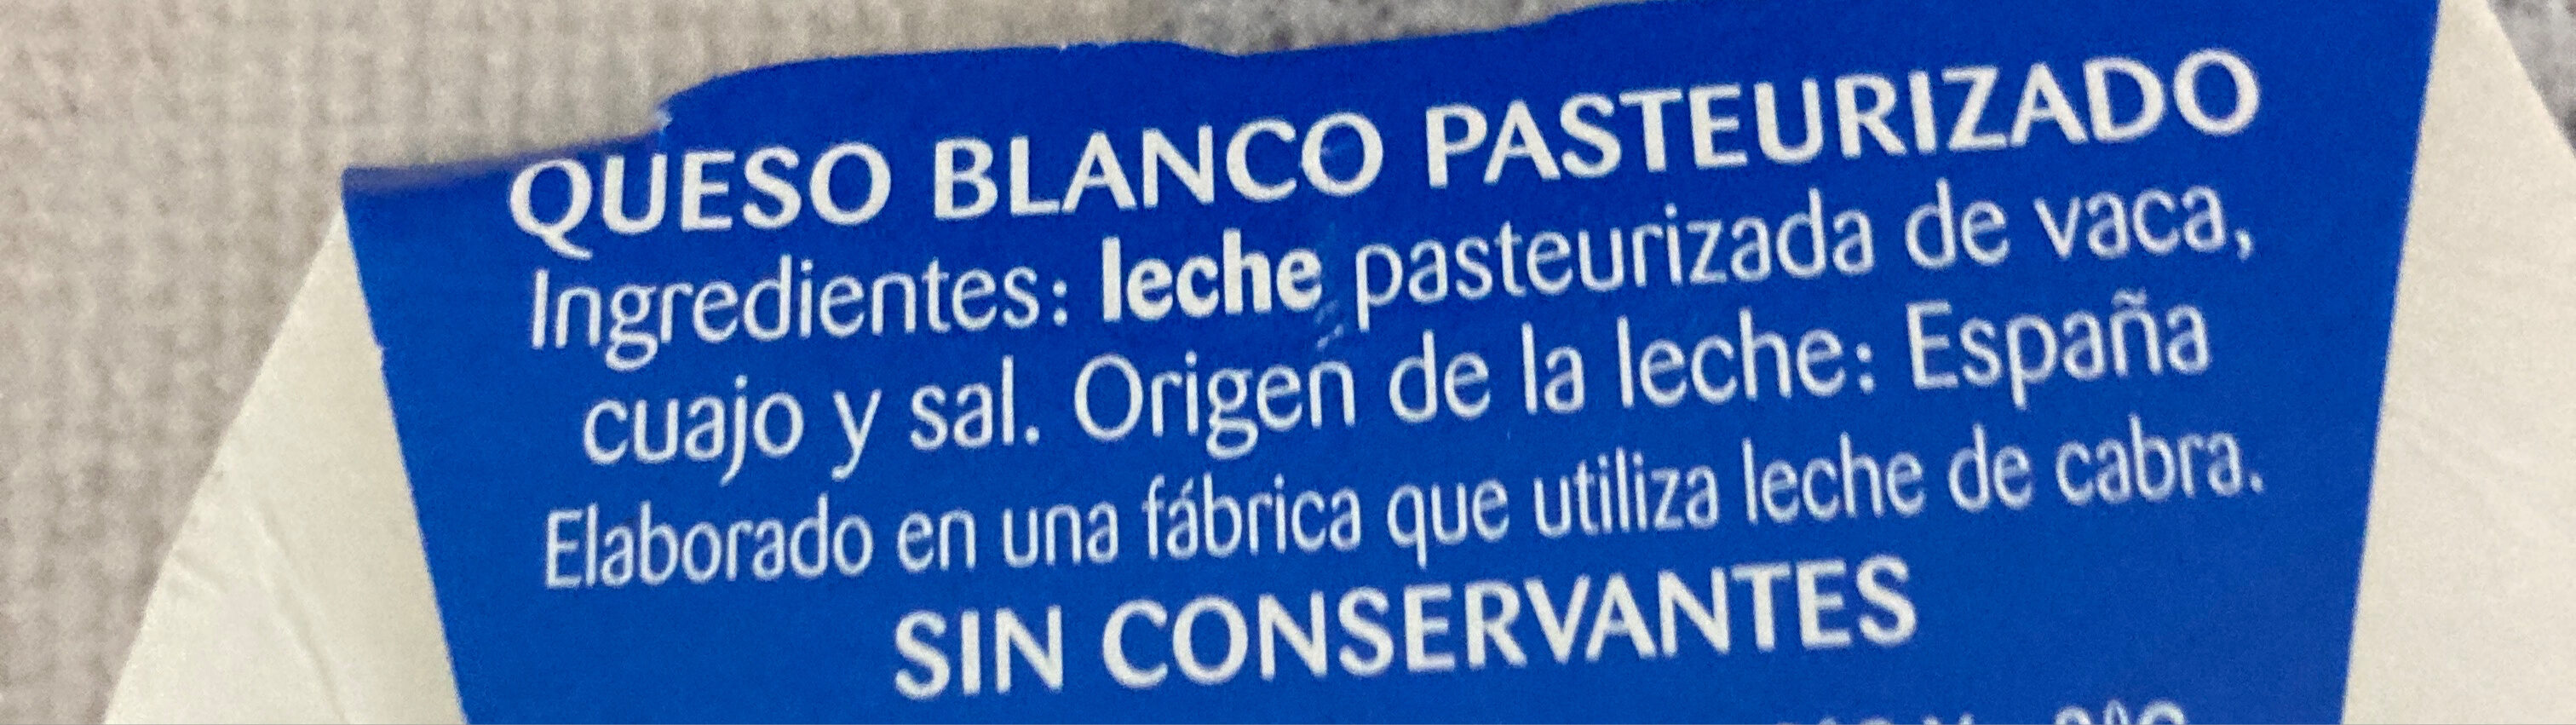 QUESO BLANCO PASTEURIZADO
Ingredientes: leche pasteurizada de vaca,
cuajo y sal. Origen de la leche: España
Elaborado en una fábrica que utiliza leche de cabra.
SIN CONSERVANTES